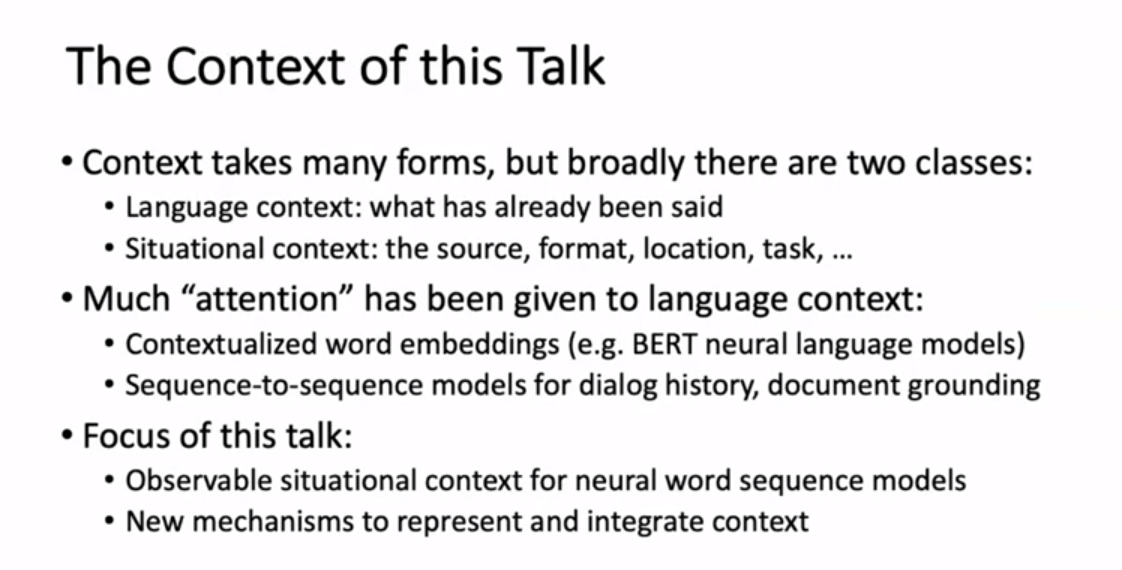 The Context of this Talk
• Context takes many forms, but broadly there are two classes:
• Language context: what has already been said
• Situational context: the source, format, location, task, ...
• Much “attention” has been given to language context:
• Contextualized word embeddings (e.g. BERT neural language models)
• Sequence-to-sequence models for dialog history, document grounding
• Focus of this talk:
• Observable situational context for neural word sequence models
• New mechanisms to represent and integrate context